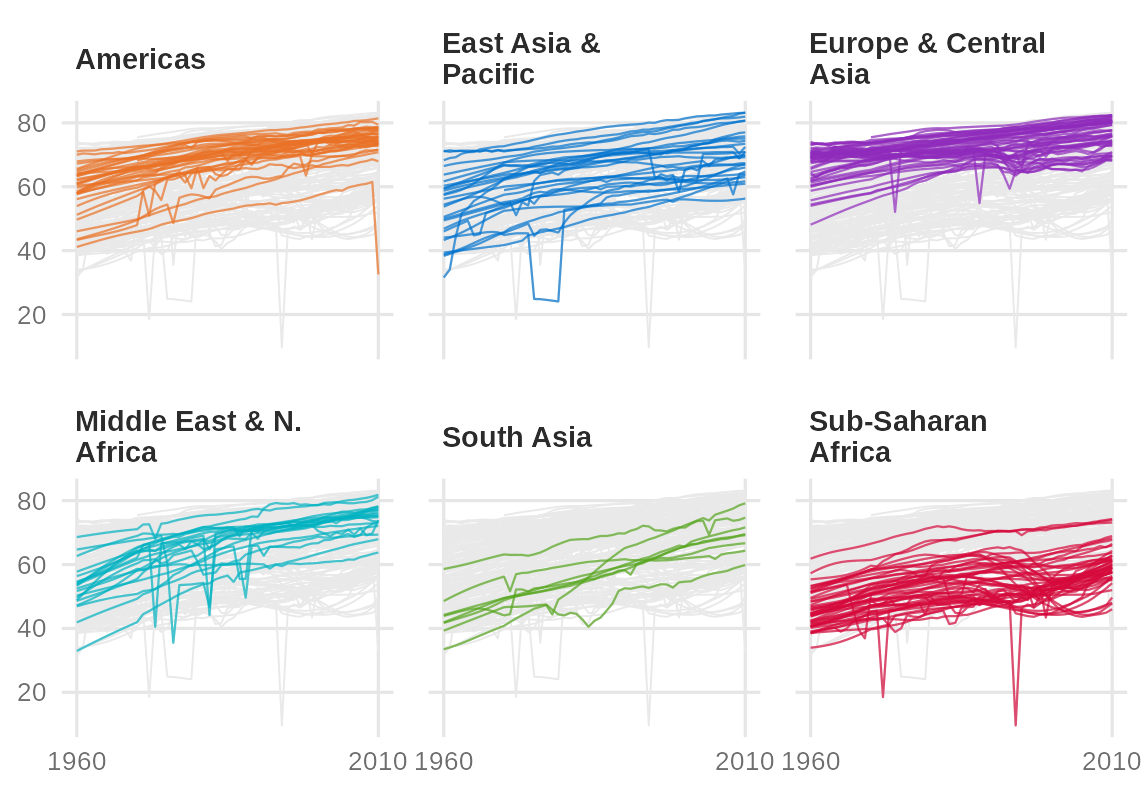 Americas
East Asia &
Pacific
Europe & Central
Asia
80
60
40
20
Middle East & N.
Africa
South Asia
Sub-Saharan
Africa
80
60
40
20
1960
2010
1960
2010
1960
2010